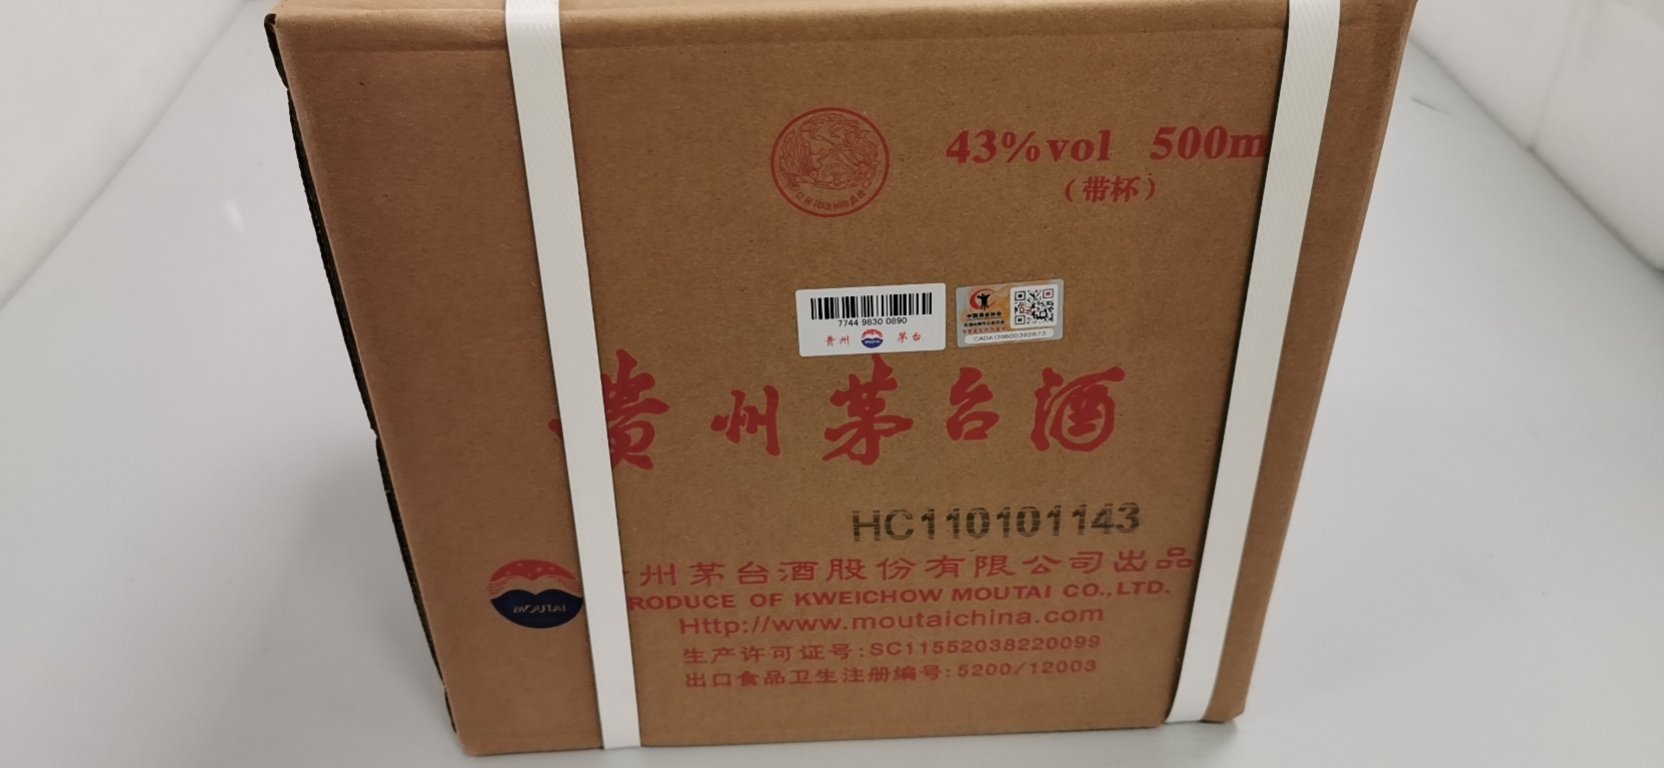 43%vol 500m
（带杯）
7744 9830 0890
贵州 MOUTAI 茅台
贵州茅台酒
HC110101143
州茅台酒股份有限公司出品
RODUCE OF KWEICHOW MOUTAI CO.,LTD.
MOUTAI
Http://www.moutaichina.com
生产许可证号:SC11552038220099
出口食品卫生注册编号:5200/12003